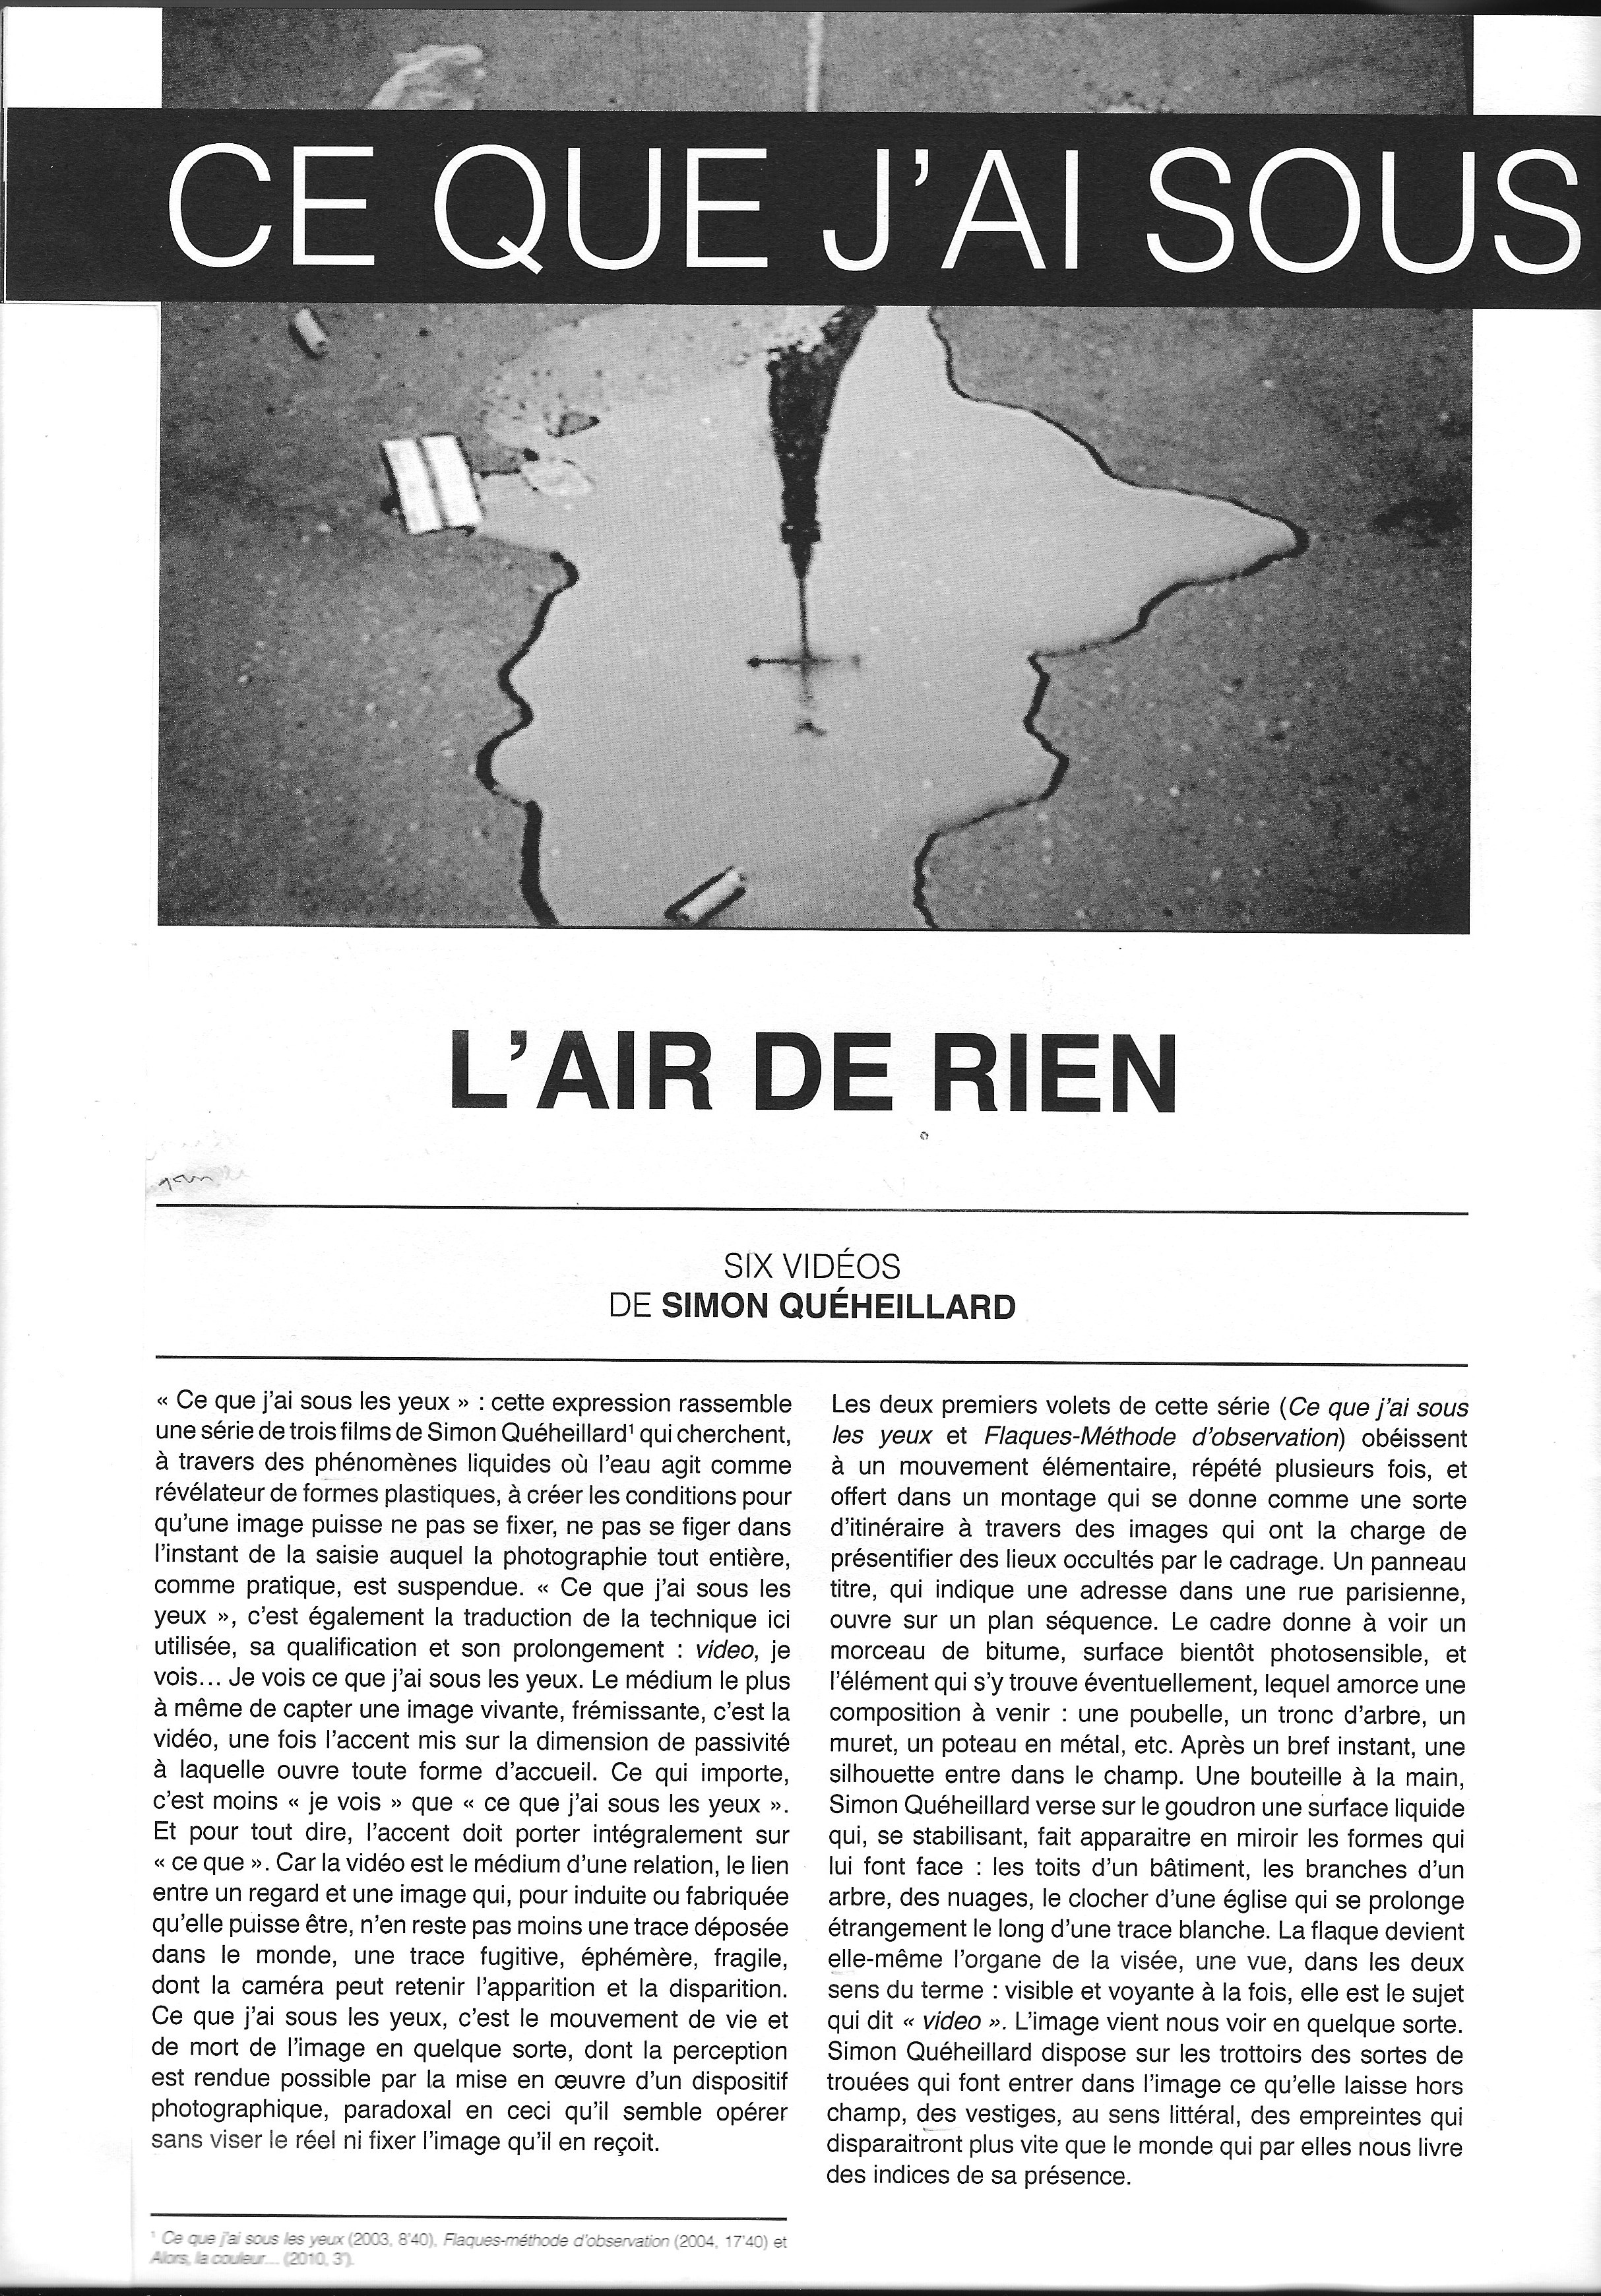 CE QUE J'AI SOUS
L'AIR DE RIEN
SIX VIDÉOS
DE SIMON QUÉHEILLARD
« Ce que j'ai sous les yeux » : cette expression rassemble
une série de trois films de Simon Quéheillard¹ qui cherchent,
à travers des phénomènes liquides où l'eau agit comme
révélateur de formes plastiques, à créer les conditions pour
qu'une image puisse ne pas se fixer, ne pas se figer dans
l'instant de la saisie auquel la photographie tout entière,
comme pratique, est suspendue. « Ce que j'ai sous les
yeux », c'est également la traduction de la technique ici
utilisée, sa qualification et son prolongement : video, je
vois... Je vois ce que j'ai sous les yeux. Le médium le plus
à même de capter une image vivante, frémissante, c'est la
vidéo, une fois l'accent mis sur la dimension de passivité
à laquelle ouvre toute forme d'accueil. Ce qui importe,
c'est moins « je vois » que « ce que j'ai sous les yeux ».
Et pour tout dire, l'accent doit porter intégralement sur
« ce que ». Car la vidéo est le médium d'une relation, le lien
entre un regard et une image qui, pour induite ou fabriquée
qu'elle puisse être, n'en reste pas moins une trace déposée
dans le monde, une trace fugitive, éphémère, fragile,
dont la caméra peut retenir l'apparition et la disparition.
Ce que j'ai sous les yeux, c'est le mouvement de vie et
de mort de l'image en quelque sorte, dont la perception
est rendue possible par la mise en œuvre d'un dispositif
photographique, paradoxal en ceci qu'il semble opérer
sans viser le réel ni fixer l'image qu'il en reçoit.
¹ Ce que j'ai sous les yeux (2003, 8'40), Flaques-méthode d'observation (2004, 17'40) et
Alors, la couleur... (2010, 3').
Les deux premiers volets de cette série (Ce que j'ai sous
les yeux et Flaques-Méthode d'observation) obéissent
à un mouvement élémentaire, répété plusieurs fois, et
offert dans un montage qui se donne comme une sorte
d'itinéraire à travers des images qui ont la charge de
présentifier des lieux occultés par le cadrage. Un panneau
titre, qui indique une adresse dans une rue parisienne,
ouvre sur un plan séquence. Le cadre donne à voir un
morceau de bitume, surface bientôt photosensible, et
l'élément qui s'y trouve éventuellement, lequel amorce une
composition à venir : une poubelle, un tronc d'arbre, un
muret, un poteau en métal, etc. Après un bref instant, une
silhouette entre dans le champ. Une bouteille à la main,
Simon Quéheillard verse sur le goudron une surface liquide
qui, se stabilisant, fait apparaitre en miroir les formes qui
lui font face : les toits d'un bâtiment, les branches d'un
arbre, des nuages, le clocher d'une église qui se prolonge
étrangement le long d'une trace blanche. La flaque devient
elle-même l'organe de la visée, une vue, dans les deux
sens du terme : visible et voyante à la fois, elle est le sujet
qui dit « video ». L'image vient nous voir en quelque sorte.
Simon Quéheillard dispose sur les trottoirs des sortes de
trouées qui font entrer dans l'image ce qu'elle laisse hors
champ, des vestiges, au sens littéral, des empreintes qui
disparaitront plus vite que le monde qui par elles nous livre
des indices de sa présence.